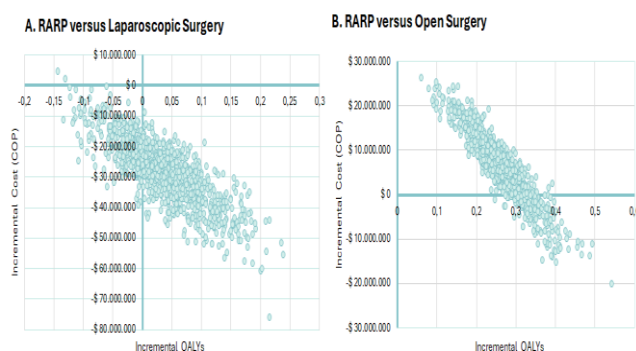 A. RARP versus Laparoscopic Surgery
$ 10.000.000
$ 0
-$ 10.000.000
-$ 20.000.000
-$ 30.000.000
-$ 40.000.000
-$ 50.000.000
-$ 60.000.000
-$ 70.000.000
-$ 80.000.000
-0,2 -0,15 -0,1 -0,05 0 0,05 0,1 0,15 0,2 0,25 0,3
Incremental Cost (COP)
Incremental QALYs
B. RARP versus Open Surgery
$ 30.000.000
$ 20.000.000
$ 10.000.000
$ 0
-$ 10.000.000
-$ 20.000.000
-$ 30.000.000
0 0,1 0,2 0,3 0,4 0,5
Incremental Cost (COP)
Incremental QALYs